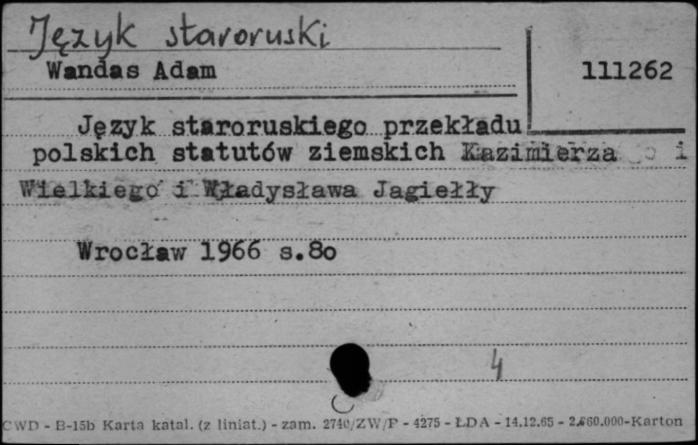 Język staroruski
Wandas Adam
111262
Język staroruskiego przekładu
polskich statutów ziemskich Kazimierza i
Wielkiego i Władysława Jagiełły
Wrocław 1966 s.80
4
CWD - B-15b Karta katal. (z liniat.) - zam. 2740/ZW/P - 4275 - ŁDA - 14.12.65 - 2.660.000-Karton